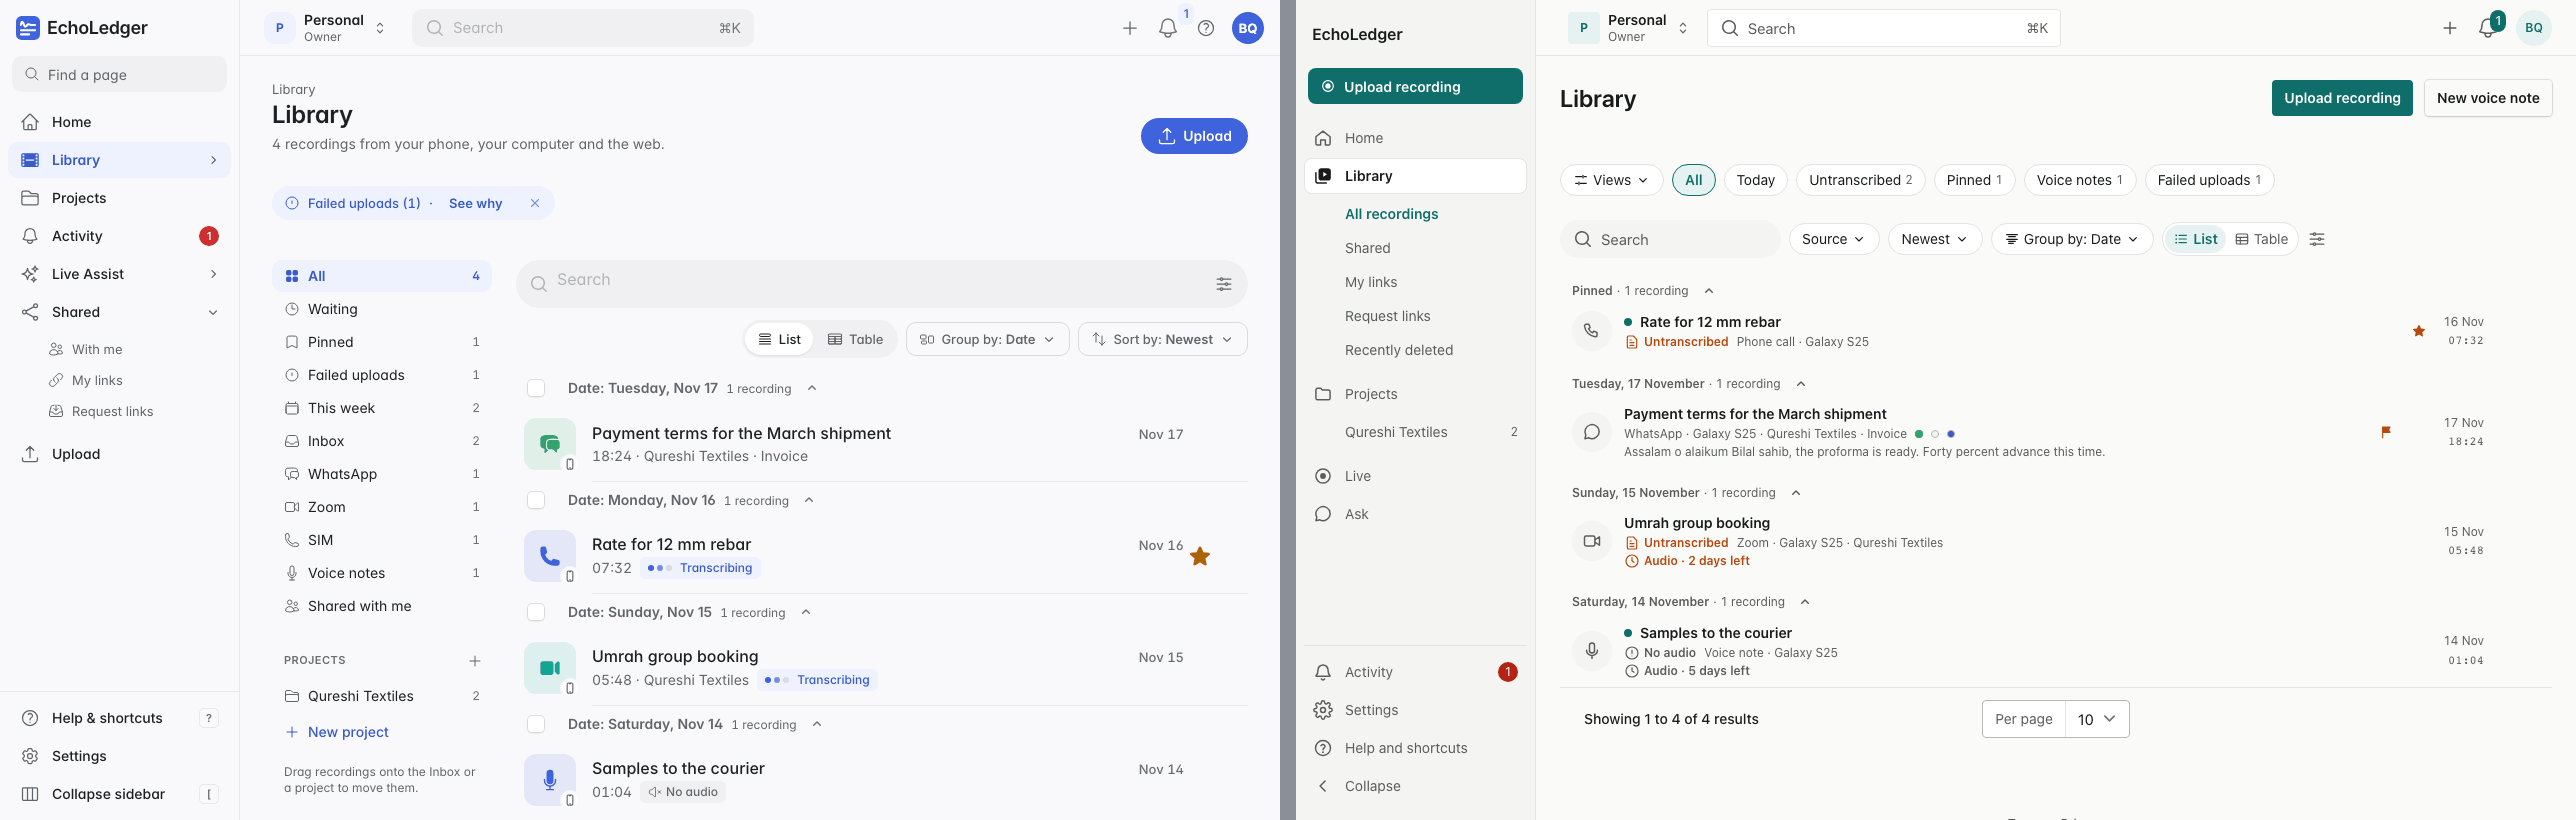 EchoLedger
Find a page
Home
Library
Projects
Activity 1
Live Assist
Shared
With me
My links
Request links
Upload
Help & shortcuts ?
Settings
Collapse sidebar [
P Personal
Owner
Search ⌘K
1
BQ
Library
Library
4 recordings from your phone, your computer and the web.
Upload
Failed uploads (1) · See why
All 4
Waiting
Pinned 1
Failed uploads 1
This week 2
Inbox 2
WhatsApp 1
Zoom 1
SIM 1
Voice notes 1
Shared with me
PROJECTS
Qureshi Textiles 2
New project
Drag recordings onto the Inbox or
a project to move them.
Search
List Table Group by: Date Sort by: Newest
Date: Tuesday, Nov 17 1 recording
Payment terms for the March shipment Nov 17
18:24 · Qureshi Textiles · Invoice
Date: Monday, Nov 16 1 recording
Rate for 12 mm rebar Nov 16
07:32 Transcribing
Date: Sunday, Nov 15 1 recording
Umrah group booking Nov 15
05:48 · Qureshi Textiles Transcribing
Date: Saturday, Nov 14 1 recording
Samples to the courier Nov 14
01:04 No audio
EchoLedger
Upload recording
Home
Library
All recordings
Shared
My links
Request links
Recently deleted
Projects
Qureshi Textiles 2
Live
Ask
Activity 1
Settings
Help and shortcuts
Collapse
P Personal
Owner
Search ⌘K
1
BQ
Library
Upload recording New voice note
Views All Today Untranscribed 2 Pinned 1 Voice notes 1 Failed uploads 1
Search Source Newest Group by: Date List Table
Pinned · 1 recording
Rate for 12 mm rebar 16 Nov
Untranscribed Phone call · Galaxy S25 07:32
Tuesday, 17 November · 1 recording
Payment terms for the March shipment 17 Nov
WhatsApp · Galaxy S25 · Qureshi Textiles · Invoice 18:24
Assalam o alaikum Bilal sahib, the proforma is ready. Forty percent advance this time.
Sunday, 15 November · 1 recording
Umrah group booking 15 Nov
Untranscribed Zoom · Galaxy S25 · Qureshi Textiles 05:48
Audio · 2 days left
Saturday, 14 November · 1 recording
Samples to the courier 14 Nov
No audio Voice note · Galaxy S25 01:04
Audio · 5 days left
Showing 1 to 4 of 4 results
Per page 10